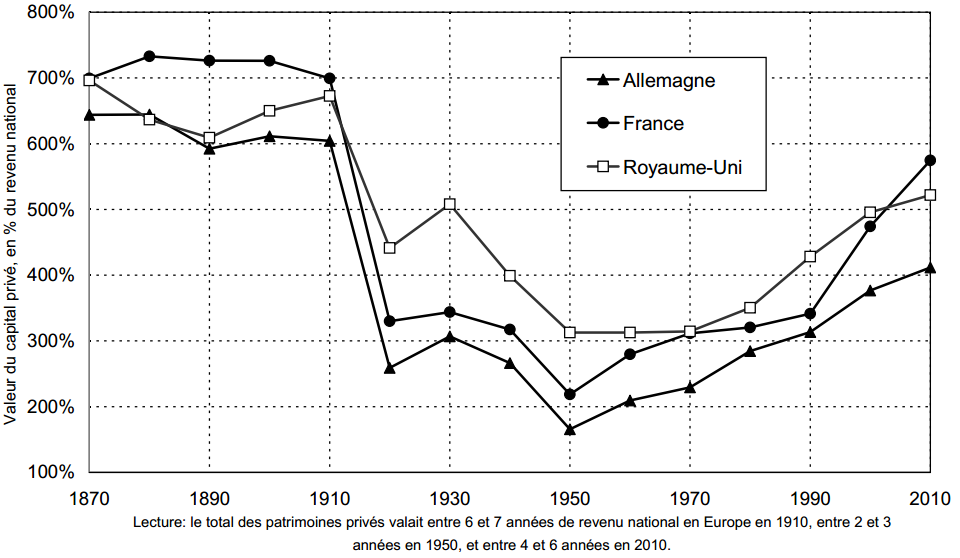 800%
700%
600%
500%
400%
300%
200%
100%
Valeur du capital privé, en % du revenu national
Allemagne
France
Royaume-Uni
1870 1890 1910 1930 1950 1970 1990 2010
Lecture: le total des patrimoines privés valait entre 6 et 7 années de revenu national en Europe en 1910, entre 2 et 3
années en 1950, et entre 4 et 6 années en 2010.